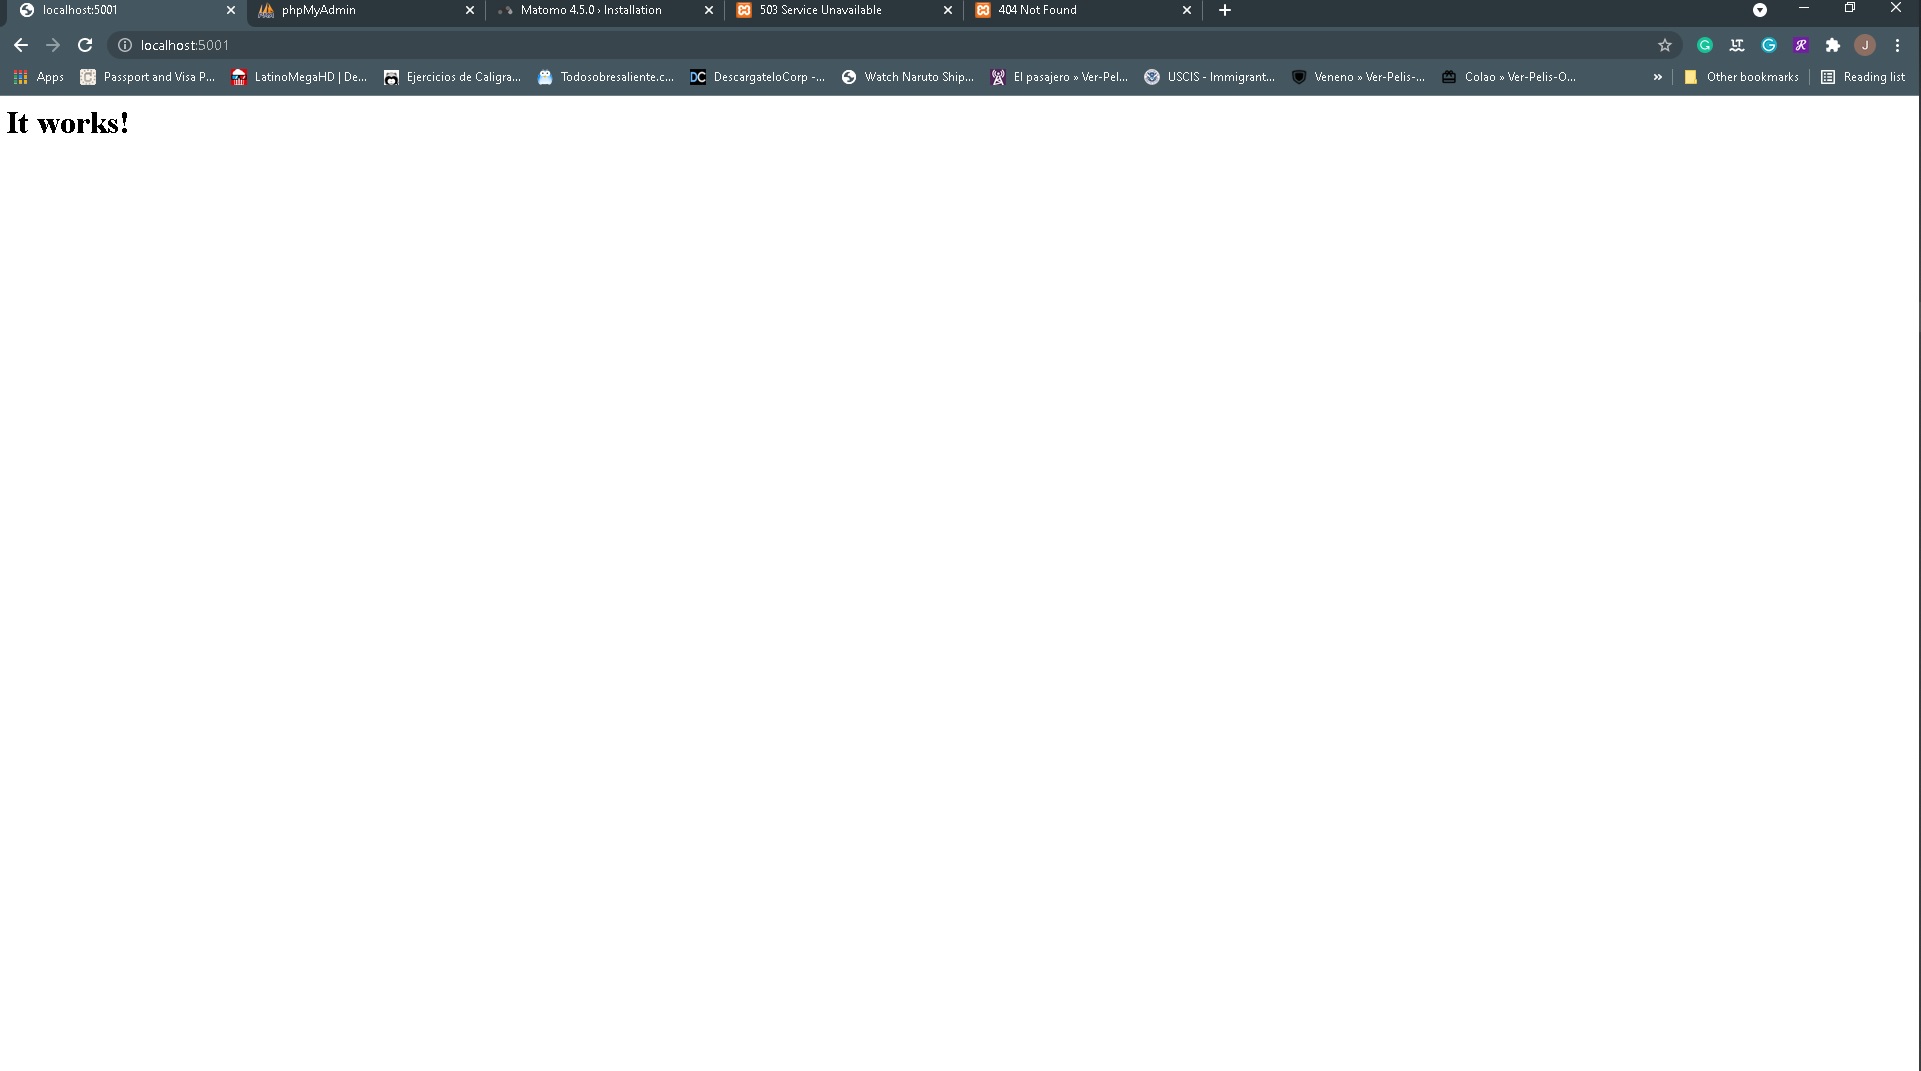 localhost:5001 phpMyAdmin Matomo 4.5.0 › Installation 503 Service Unavailable 404 Not Found
localhost:5001 J
Apps Passport and Visa P... LatinoMegaHD | De... Ejercicios de Caligra... Todosobresaliente.c... DC DescargateloCorp -... Watch Naruto Ship... El pasajero » Ver-Pel... USCIS - Immigrant... Veneno » Ver-Pelis-... Colao » Ver-Pelis-O... » Other bookmarks Reading list
It works!